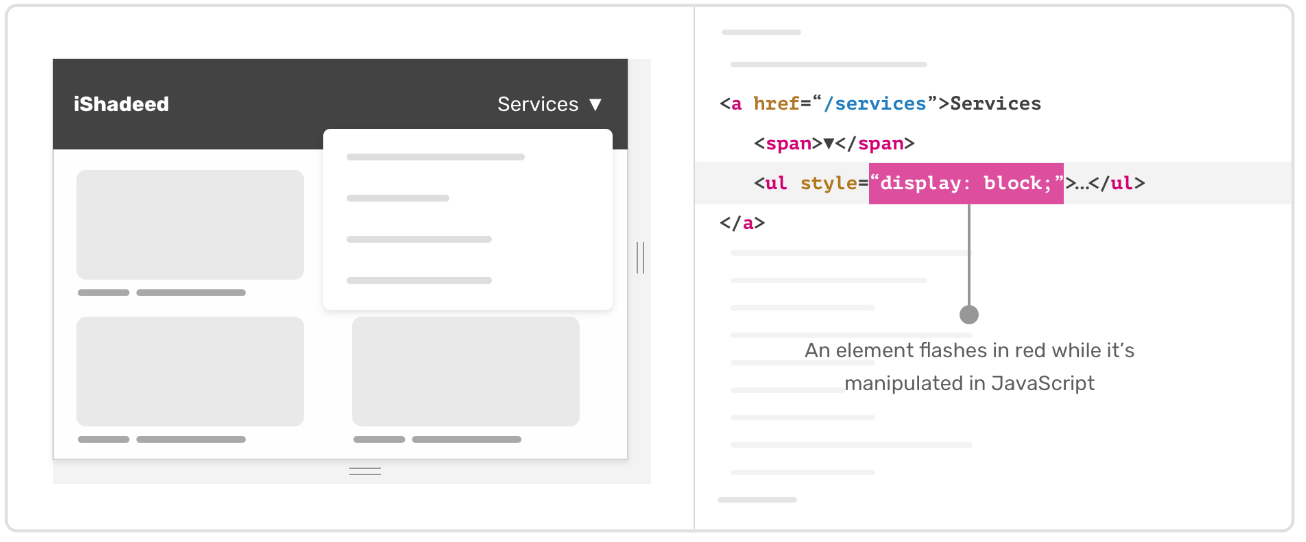 iShadeed
Services ▼
<a href=“/services”>Services
<span>▼</span>
<ul style=“display: block;”>...</ul>
</a>
An element flashes in red while it’s
manipulated in JavaScript